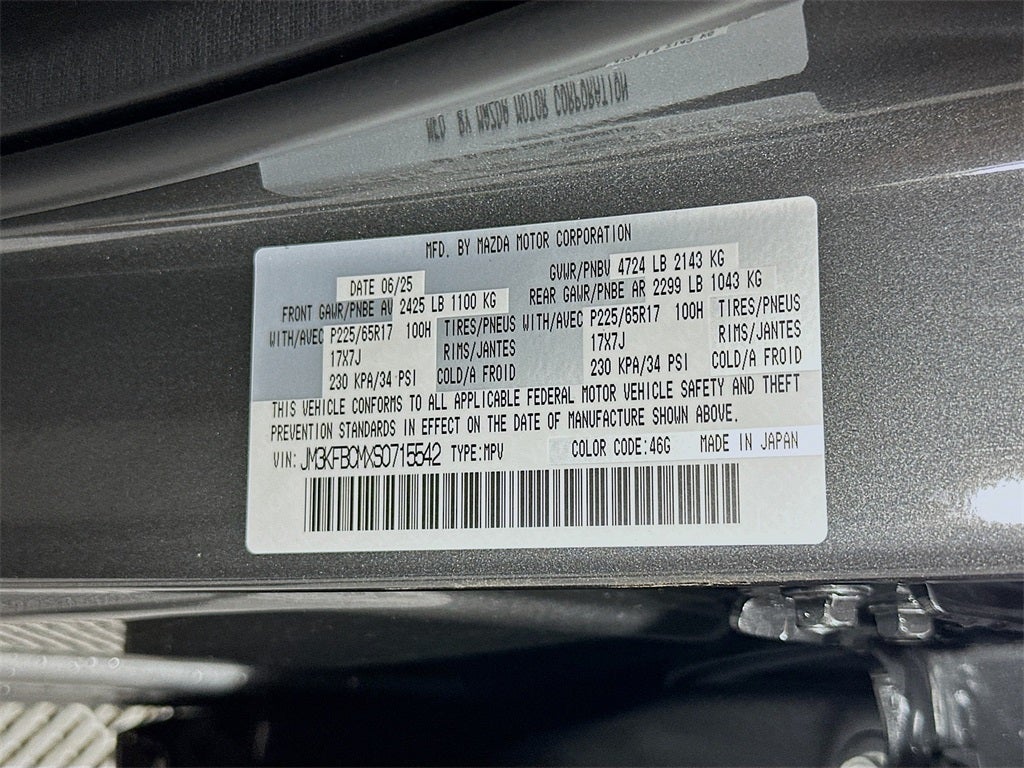 MFD. BY MAZDA MOTOR CORPORATION
MFD. BY MAZDA MOTOR CORPORATION
DATE 06/25 GVWR/PNBV 4724 LB 2143 KG
FRONT GAWR/PNBE AV 2425 LB 1100 KG REAR GAWR/PNBE AR 2299 LB 1043 KG
WITH/AVEC P225/65R17 100H TIRES/PNEUS WITH/AVEC P225/65R17 100H TIRES/PNEUS
17X7J RIMS/JANTES 17X7J RIMS/JANTES
230 KPA/34 PSI COLD/A FROID 230 KPA/34 PSI COLD/A FROID
THIS VEHICLE CONFORMS TO ALL APPLICABLE FEDERAL MOTOR VEHICLE SAFETY AND THEFT
PREVENTION STANDARDS IN EFFECT ON THE DATE OF MANUFACTURE SHOWN ABOVE.
VIN: JM3KFBCMXS0715542 TYPE:MPV COLOR CODE:46G MADE IN JAPAN